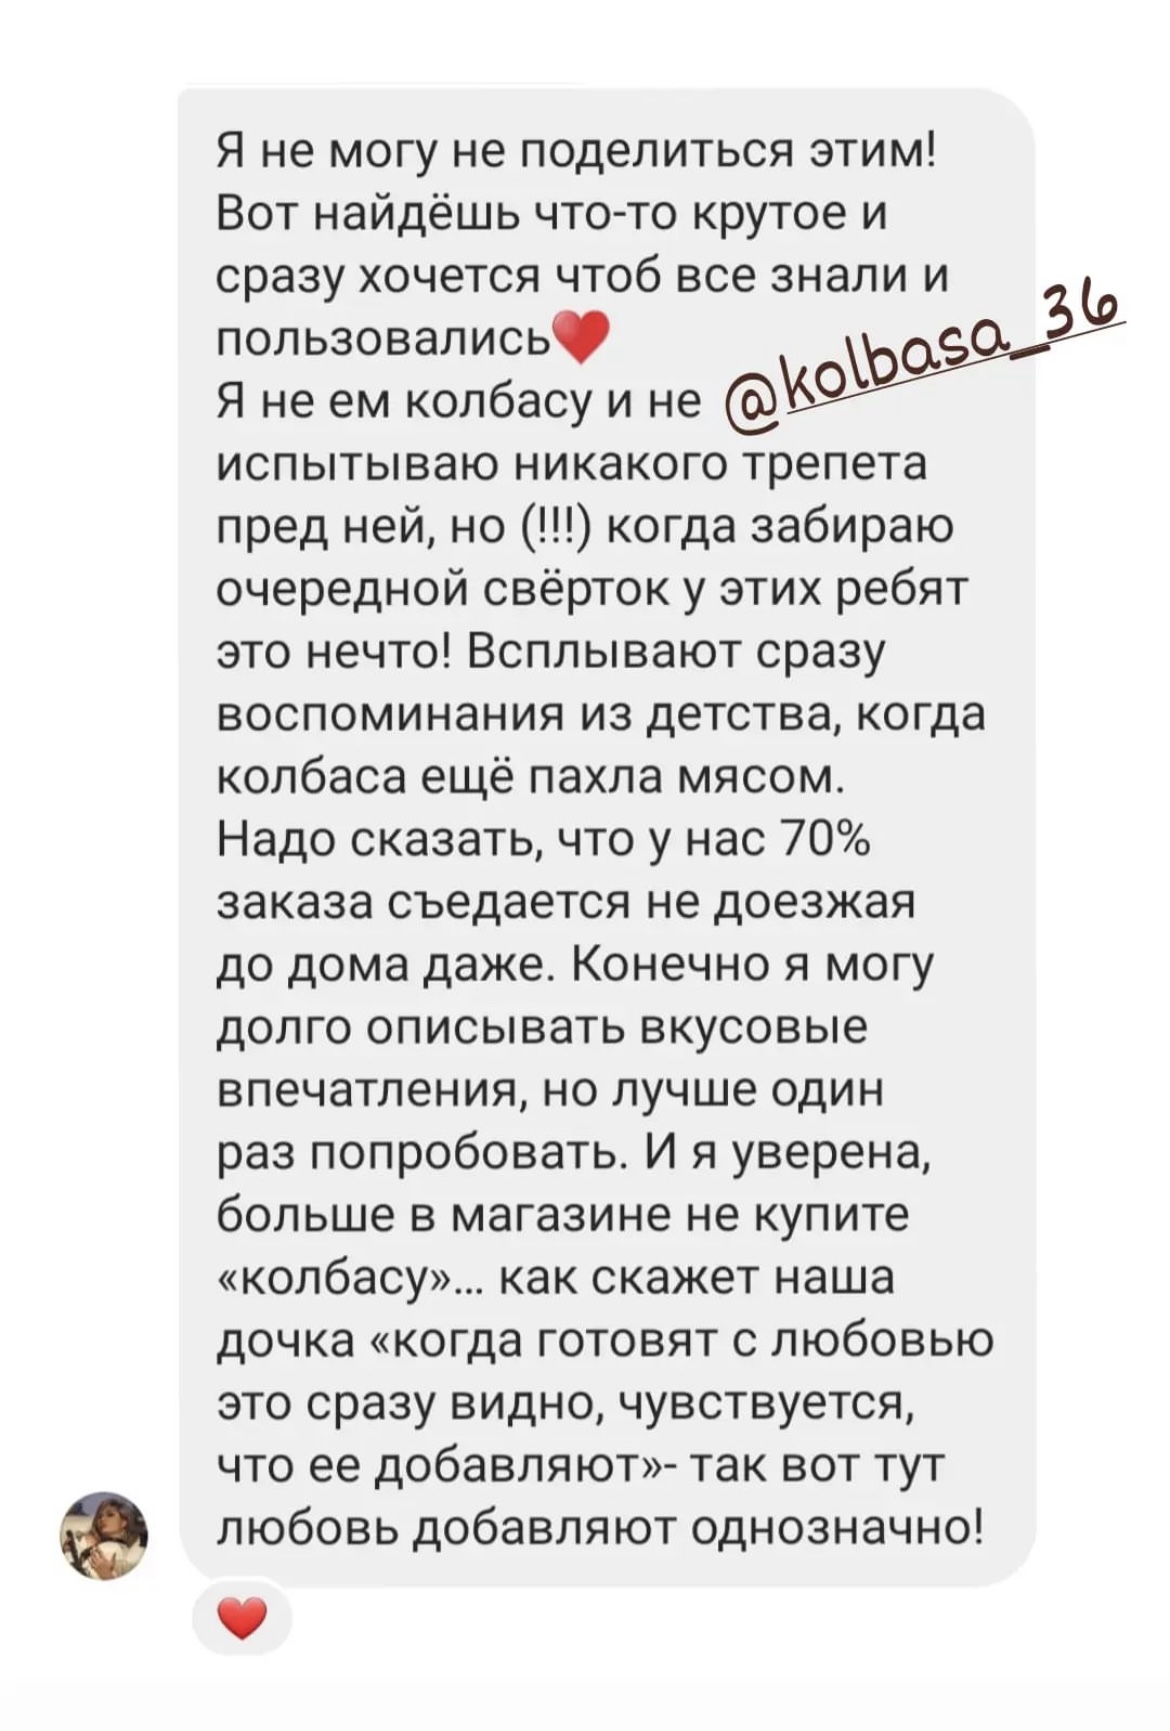 Я не могу не поделиться этим!
Вот найдёшь что-то крутое и
сразу хочется чтоб все знали и
пользовались❤️
@kolbasa_36
Я не ем колбасу и не
испытываю никакого трепета
пред ней, но (!!!) когда забираю
очередной свёрток у этих ребят
это нечто! Всплывают сразу
воспоминания из детства, когда
колбаса ещё пахла мясом.
Надо сказать, что у нас 70%
заказа съедается не доезжая
до дома даже. Конечно я могу
долго описывать вкусовые
впечатления, но лучше один
раз попробовать. И я уверена,
больше в магазине не купите
«колбасу»... как скажет наша
дочка «когда готовят с любовью
это сразу видно, чувствуется,
что ее добавляют»- так вот тут
любовь добавляют однозначно!
❤️